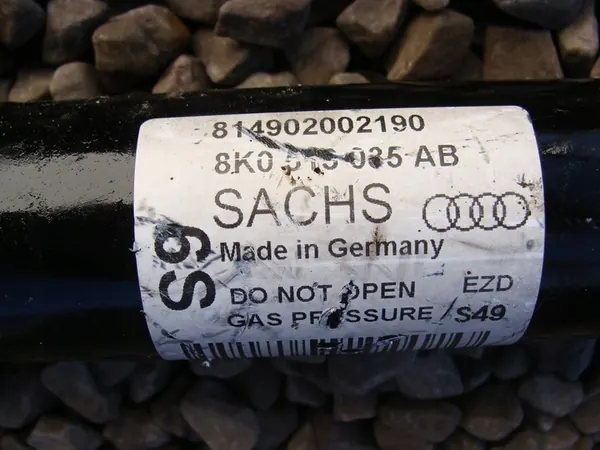 814902002190
8K0 513 035 AB
SACHS
Made in Germany
DO NOT OPEN EZD
GAS PRESSURE / S49
S9